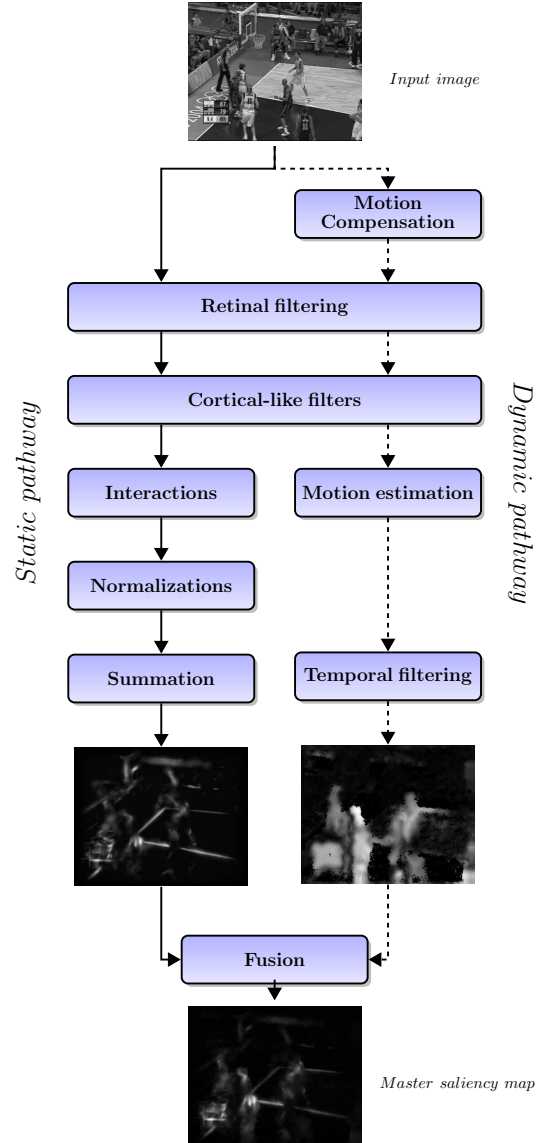 Input image
Motion
Compensation
Retinal filtering
Cortical-like filters
Static pathway
Dynamic pathway
Interactions
Motion estimation
Normalizations
Summation
Temporal filtering
Fusion
Master saliency map